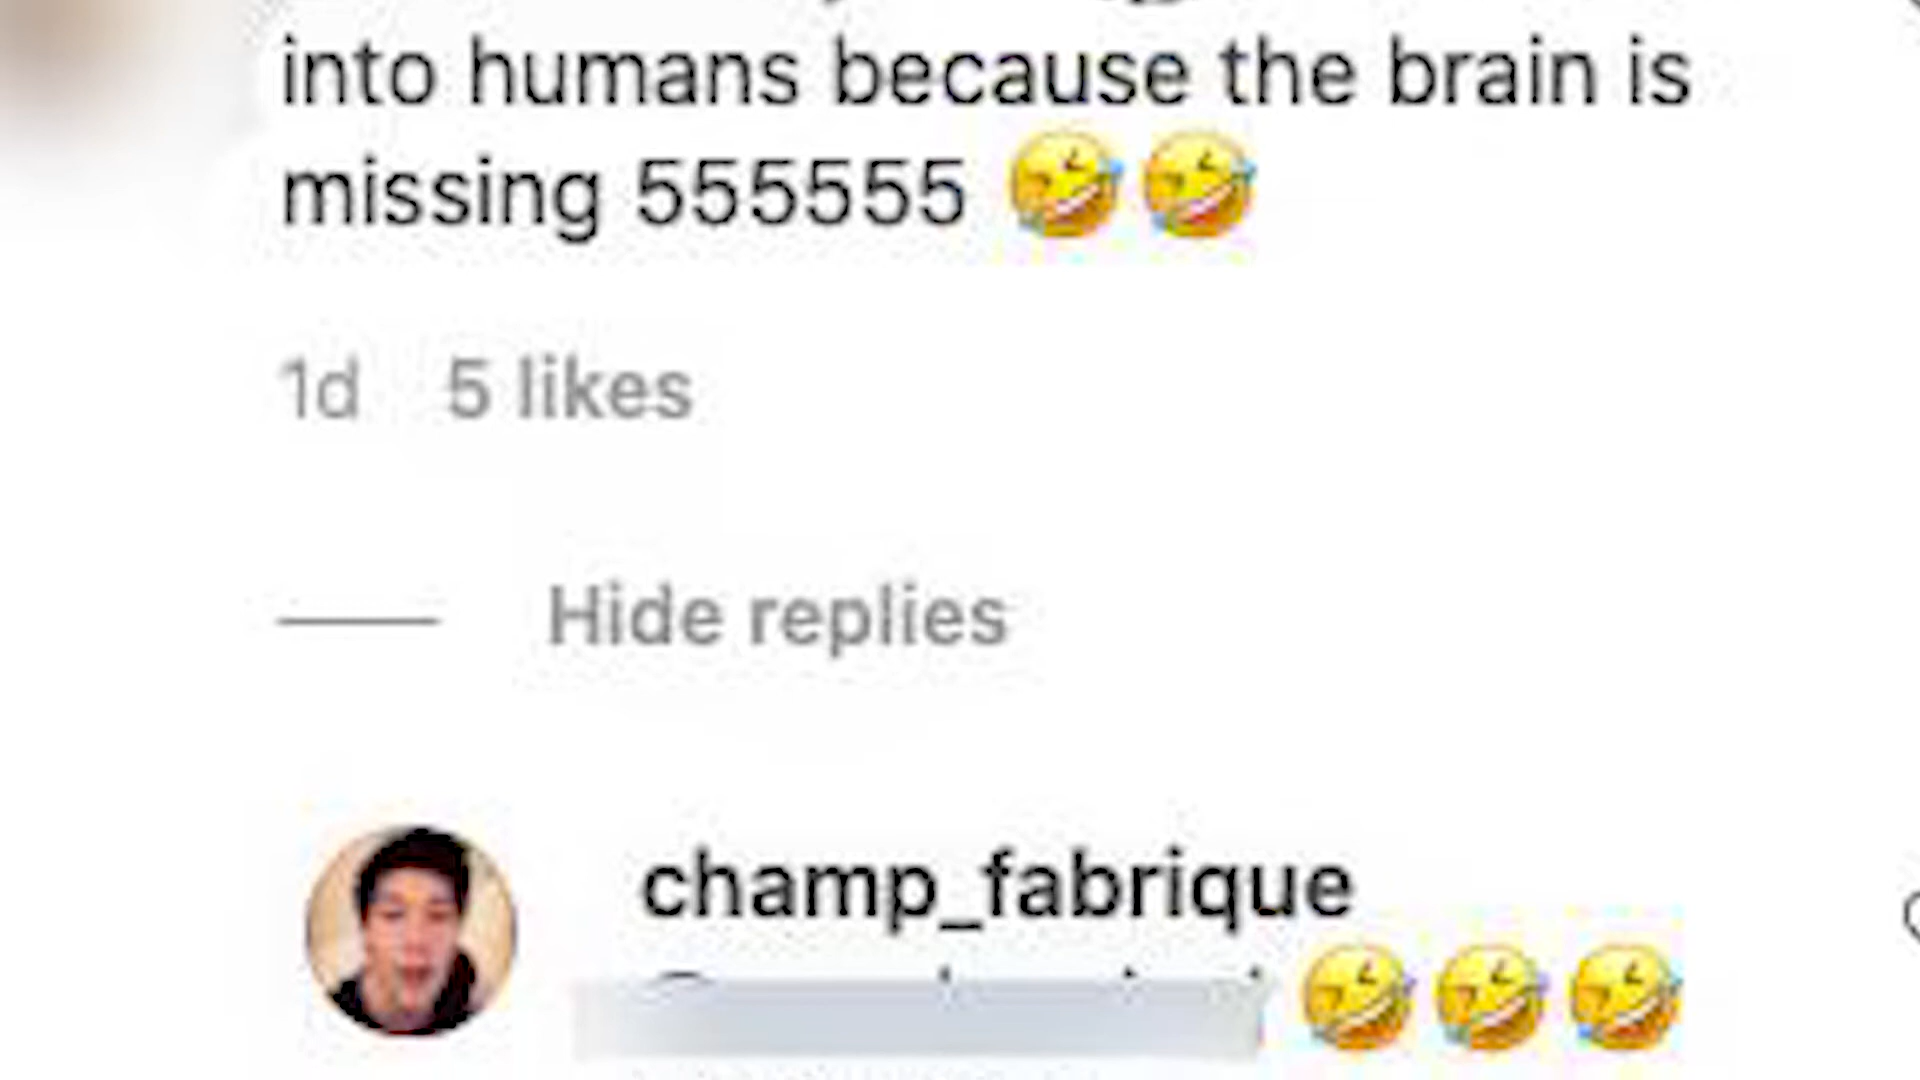 into humans because the brain is
missing 555555 🤣🤣
1d 5 likes
Hide replies
champ_fabrique
🤣🤣🤣